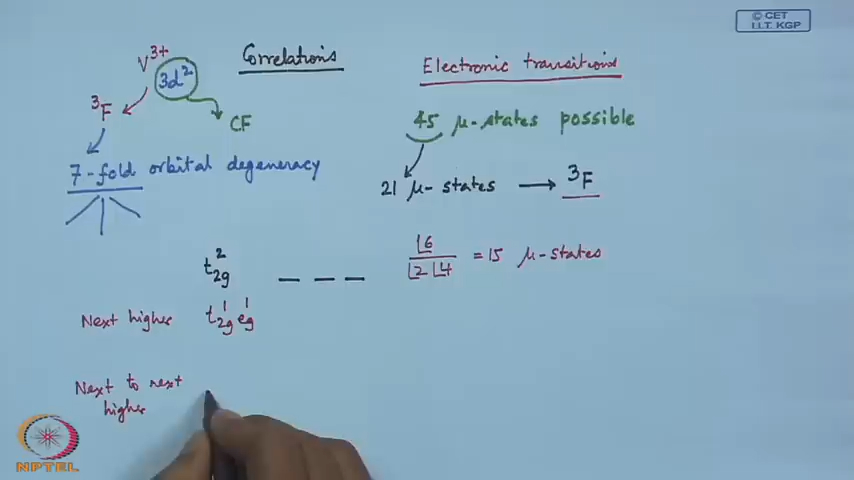 © CET
I.I.T. KGP
Correlations
V³⁺
3d²
³F
CF
7-fold orbital degeneracy
Electronic transitions
45 μ-states possible
21 μ-states → ³F
t₂g²
— — —
⌊6 / ⌊2 ⌊4 = 15 μ-states
Next higher t₂g¹ eg¹
Next to next
higher
NPTEL